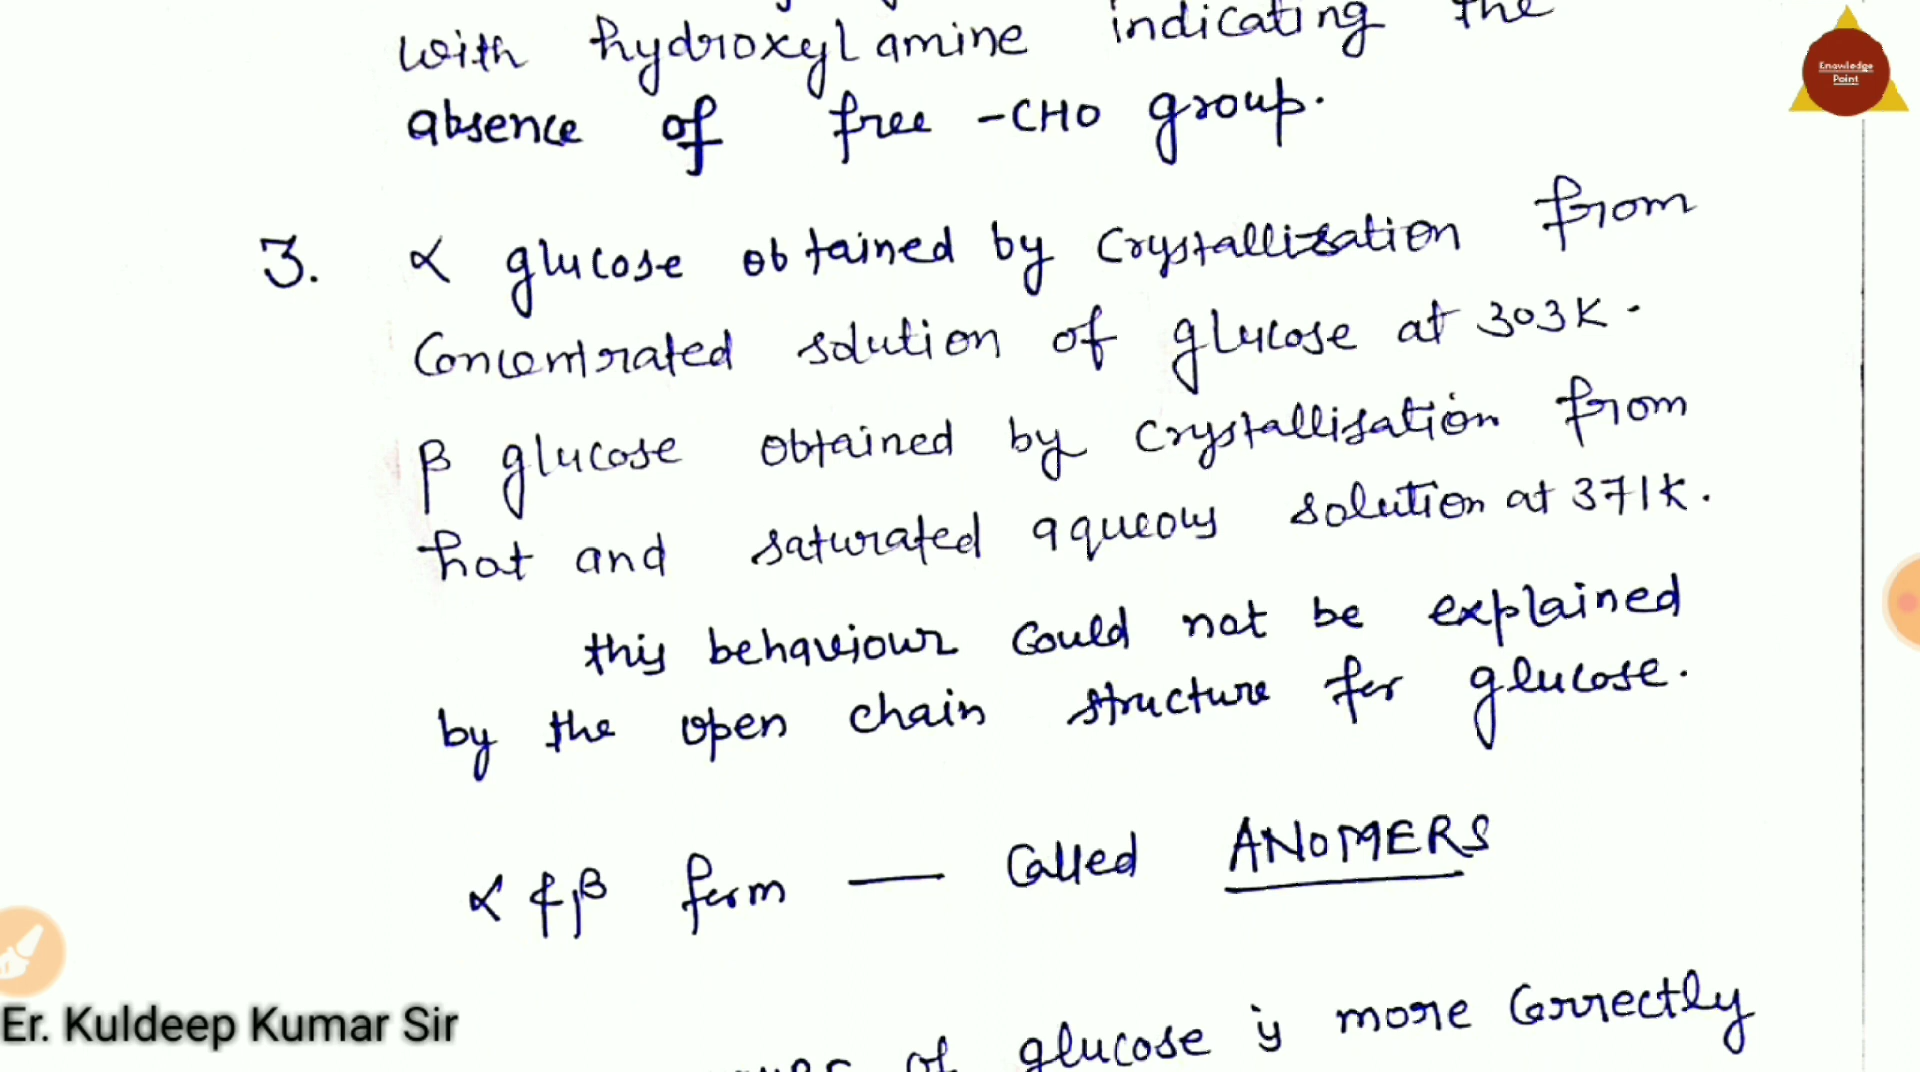 with hydroxylamine indicating the
absence of free -CHO group.
Knowledge
Point
3. α glucose obtained by crystallisation from
Concentrated solution of glucose at 303K.
β glucose obtained by crystallisation from
hot and saturated aqueous solution at 371K.
this behaviour could not be explained
by the open chain structure for glucose.
α & β form — Called ANOMERS
Er. Kuldeep Kumar Sir
of glucose is more Correctly